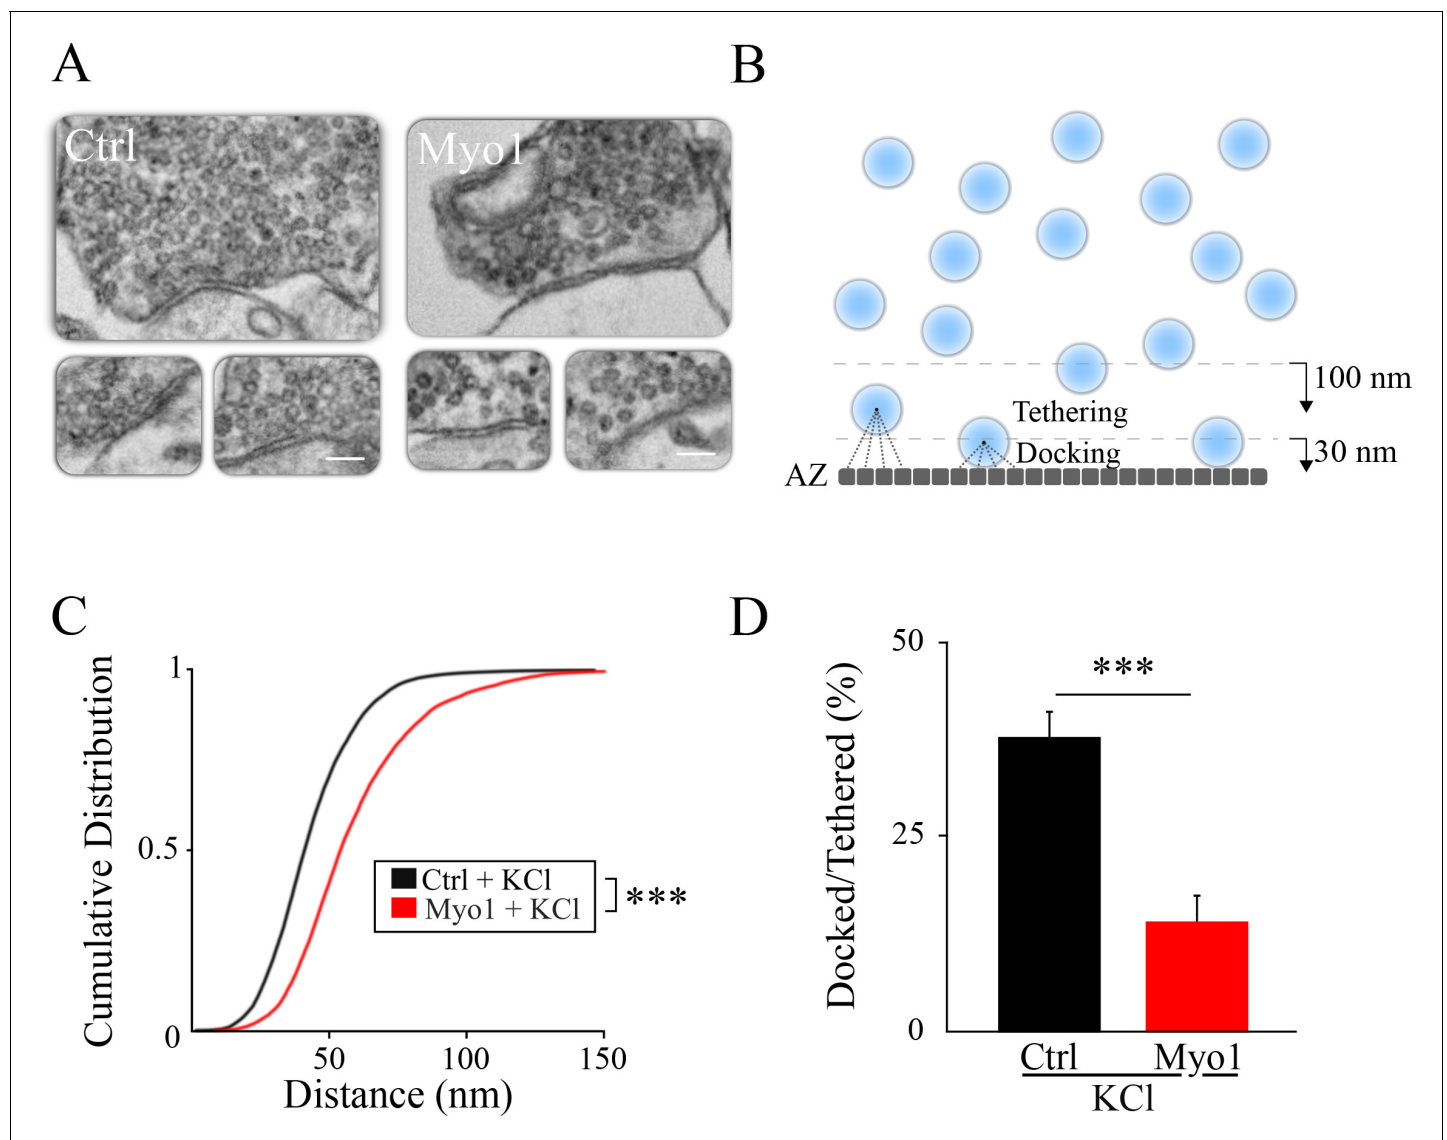 A
Ctrl
Myo1
B
100 nm
Tethering
Docking
30 nm
AZ
C
Cumulative Distribution
1
0.5
0
50
100
150
Distance (nm)
Ctrl + KCl
Myo1 + KCl
***
D
Docked/Tethered (%)
50
25
0
***
Ctrl
Myo1
KCl